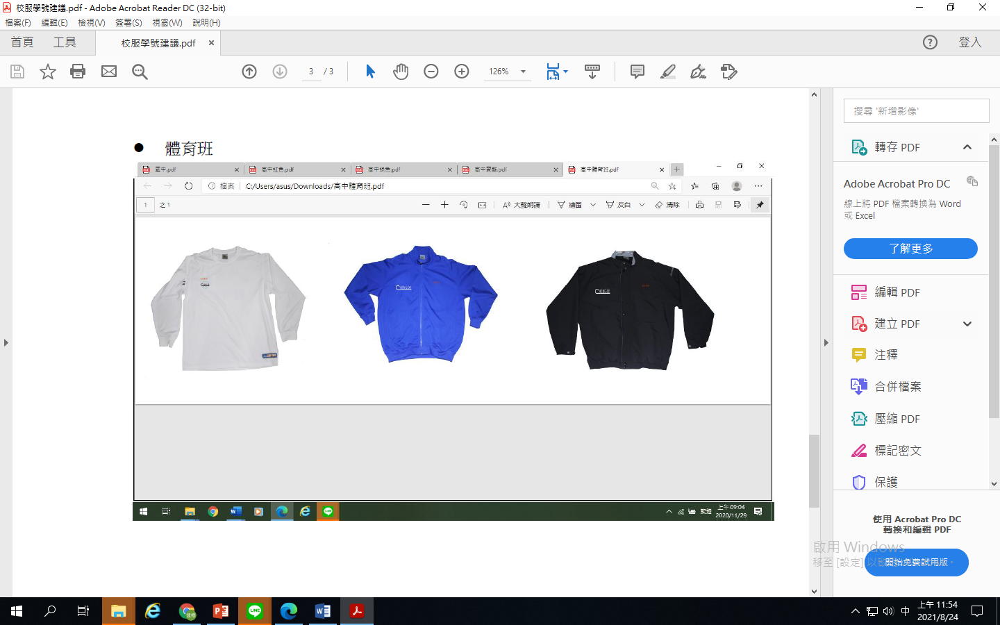 校服學號建議.pdf - Adobe Acrobat Reader DC (32-bit)
檔案(F) 編輯(E) 檢視(V) 簽署(S) 視窗(W) 說明(H)
首頁 工具 校服學號建議.pdf × 登入
3 / 3 126%
搜尋 '新增影像'
轉存 PDF
Adobe Acrobat Pro DC
線上將 PDF 檔案轉換為 Word
或 Excel
了解更多
編輯 PDF
建立 PDF
注釋
合併檔案
壓縮 PDF
標記密文
保護
使用 Acrobat Pro DC
轉換和編輯 PDF
開始免費試用版
啟用 Windows
移至 [設定] 以啟
● 體育班
國中.pdf 高中紅色.pdf 高中綠色.pdf 高中寶藍.pdf 高中體育班.pdf
檔案 C:/Users/asus/Downloads/高中體育班.pdf
1 之 1 大聲朗讀 繪圖 反白 清除
繁體 上午 09:04
2020/11/29
中 上午 11:54
2021/8/24